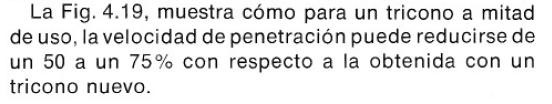 La Fig. 4.19, muestra cómo para un tricono a mitad
de uso, la velocidad de penetración puede reducirse de
un 50 a un 75% con respecto a la obtenida con un
tricono nuevo.